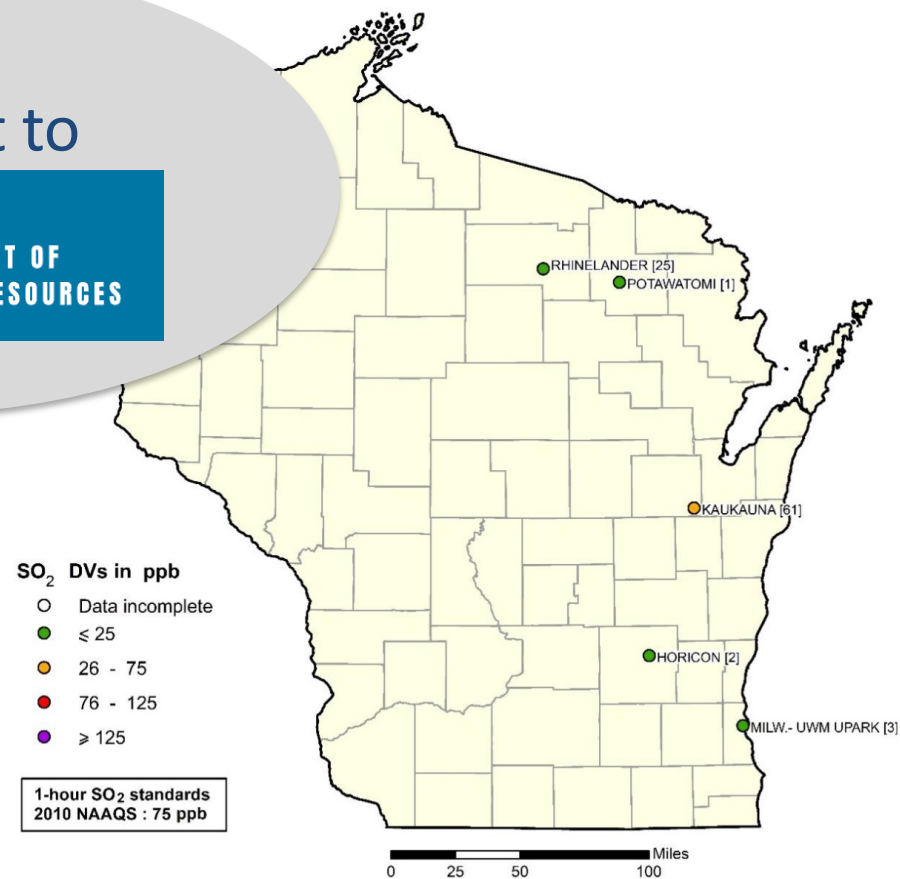 t to
T OF
ESOURCES
RHINELANDER [25]
POTAWATOMI [1]
KAUKAUNA [61]
HORICON [2]
MILW.- UWM UPARK [3]
SO2 DVs in ppb
Data incomplete
⩽ 25
26 - 75
76 - 125
⩾ 125
1-hour SO2 standards
2010 NAAQS : 75 ppb
Miles
0 25 50 100